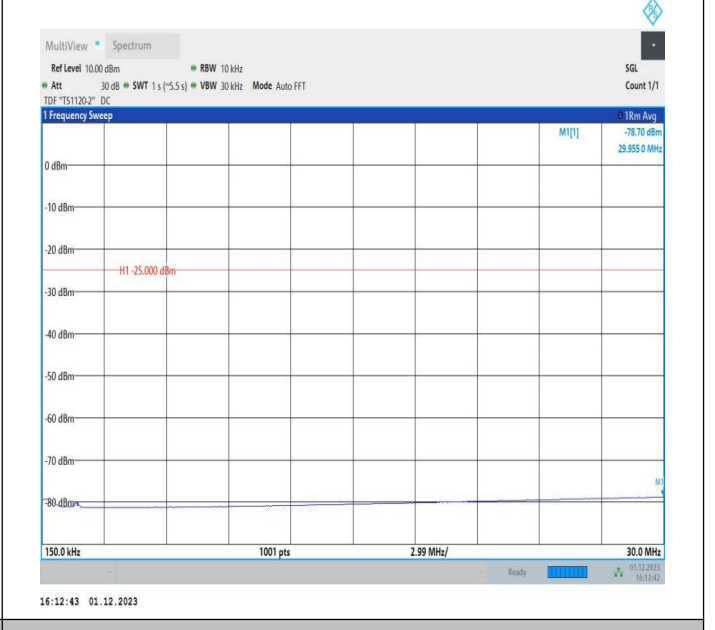 MultiView Spectrum
Ref Level 10.00 dBm RBW 10 kHz SGL
Att 30 dB SWT 1 s (~5.5 s) VBW 30 kHz Mode Auto FFT Count 1/1
TDF "TS1120-2" DC
1 Frequency Sweep 1Rm Avg
M1[1] -78.70 dBm
29.955 0 MHz
0 dBm
-10 dBm
-20 dBm
H1 -25.000 dBm
-30 dBm
-40 dBm
-50 dBm
-60 dBm
-70 dBm
M1
-80 dBm
150.0 kHz 1001 pts 2.99 MHz/ 30.0 MHz
Ready 01.12.2023
16:12:42
16:12:43 01.12.2023